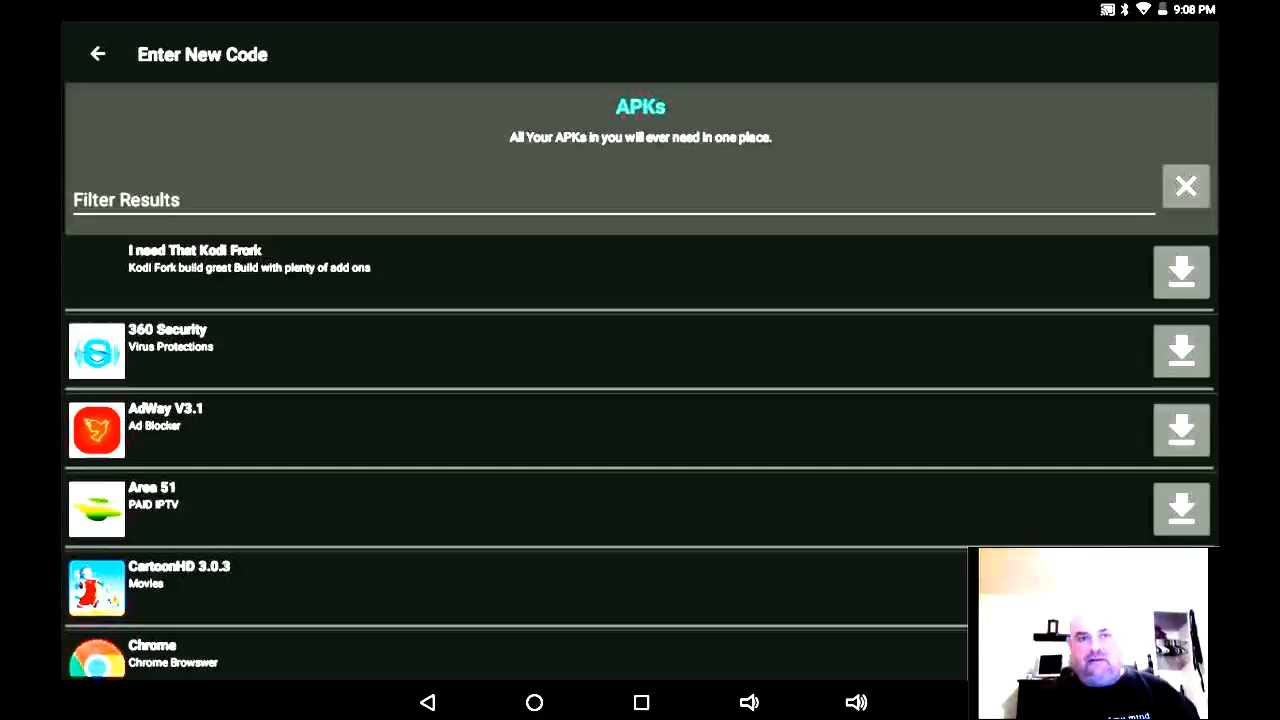 9:08 PM
Enter New Code
APKs
All Your APKs in you will ever need in one place.
Filter Results
I need That Kodi Frork
Kodi Fork build great Build with plenty of add ons
360 Security
Virus Protections
AdWay V3.1
Ad Blocker
Area 51
PAID IPTV
CartoonHD 3.0.3
Movies
Chrome
Chrome Browswer
mind